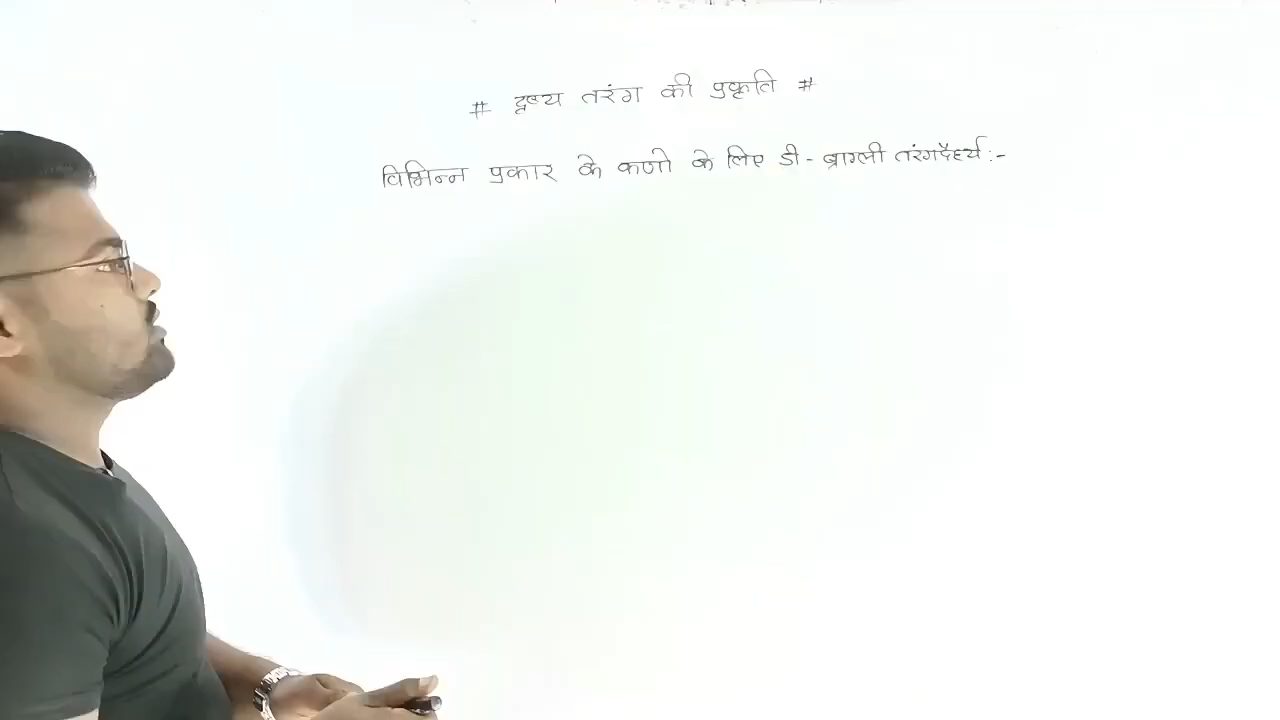 # द्रव्य तरंग की प्रकृति #
विभिन्न प्रकार के कणो के लिए डी - ब्राग्ली तरंगदैर्ध्य :-